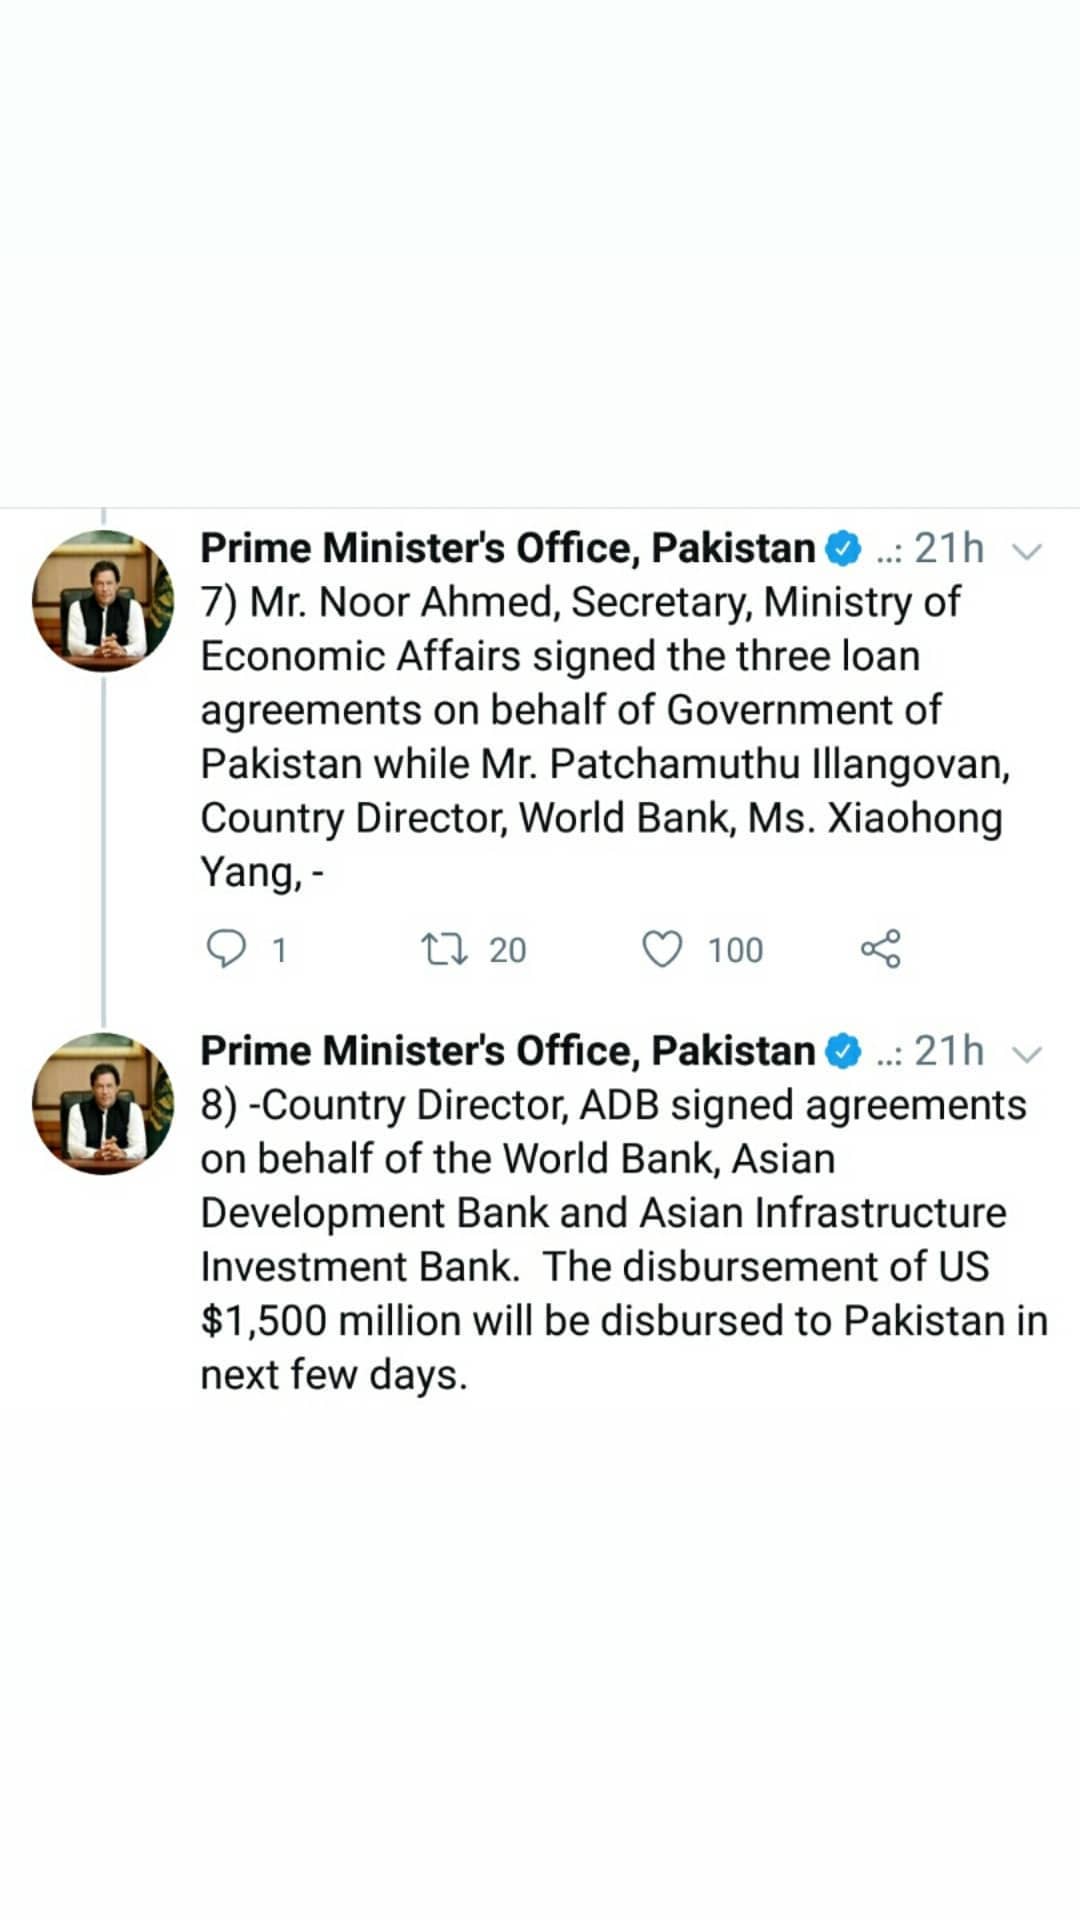 Prime Minister's Office, Pakistan ..: 21h
7) Mr. Noor Ahmed, Secretary, Ministry of
Economic Affairs signed the three loan
agreements on behalf of Government of
Pakistan while Mr. Patchamuthu Illangovan,
Country Director, World Bank, Ms. Xiaohong
Yang, -
1 20 100
Prime Minister's Office, Pakistan ..: 21h
8) -Country Director, ADB signed agreements
on behalf of the World Bank, Asian
Development Bank and Asian Infrastructure
Investment Bank.  The disbursement of US
$1,500 million will be disbursed to Pakistan in
next few days.